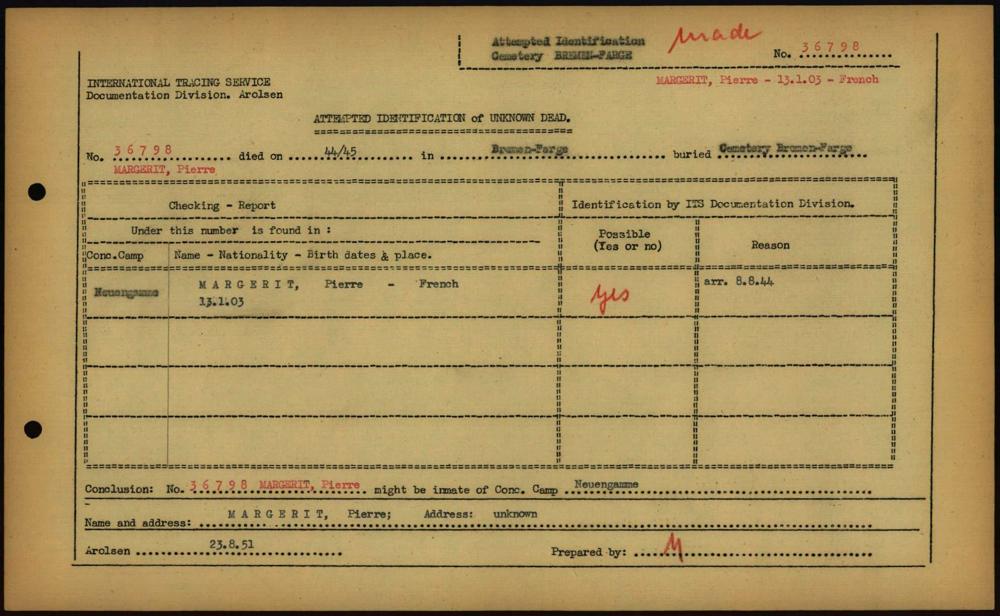 Attempted Identification made
Cemetery BREMEN-FARGE No. 36798
MARGERIT, Pierre - 13.1.03 - French
INTERNATIONAL TRACING SERVICE
Documentation Division. Arolsen
ATTEMPTED IDENTIFICATION of UNKNOWN DEAD.
No. 36798 died on 44/45 in Bremen-Farge buried Cemetery Bremen-Farge
MARGERIT, Pierre
Checking - Report
Identification by ITS Documentation Division.
Under this number is found in :
Possible
(Yes or no)
Reason
Conc.Camp Name - Nationality - Birth dates & place.
Neuengamme MARGERIT, Pierre - French
13.1.03
yes
arr. 8.8.44
Conclusion: No. 36798 MARGERIT, Pierre might be inmate of Conc. Camp Neuengamme
Name and address: MARGERIT, Pierre; Address: unknown
Arolsen 23.8.51 Prepared by: